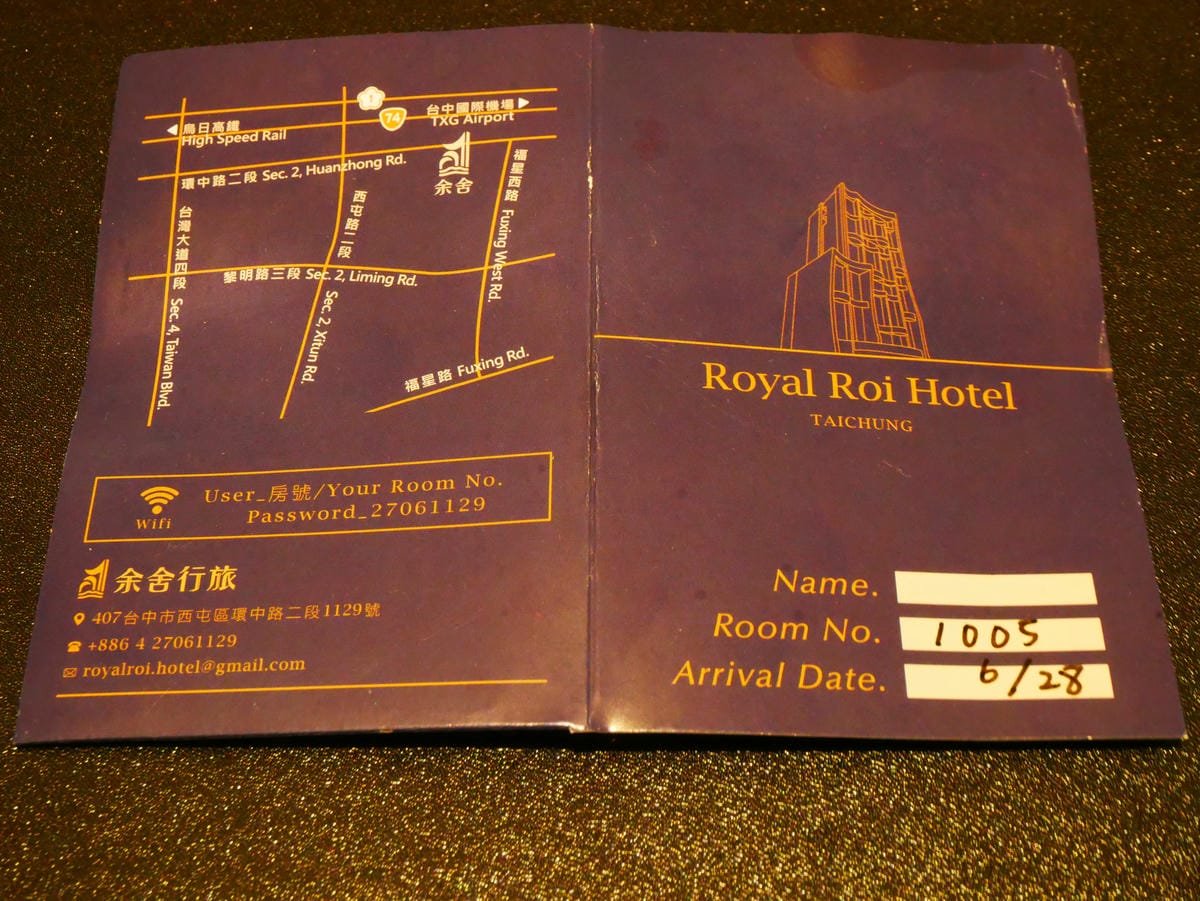 1
74
烏日高鐵
High Speed Rail
台中國際機場
TXG Airport
環中路二段 Sec. 2, Huanzhong Rd.
余舍
福星西路 Fuxing West Rd.
西屯路二段 Sec. 2, Xitun Rd.
台灣大道四段 Sec. 4, Taiwan Blvd.
黎明路三段 Sec. 2, Liming Rd.
福星路 Fuxing Rd.
Wifi
User_房號/Your Room No.
Password_27061129
余舍行旅
407台中市西屯區環中路二段1129號
+886 4 27061129
royalroi.hotel@gmail.com
Royal Roi Hotel
TAICHUNG
Name.
Room No. 1005
Arrival Date. 6/28